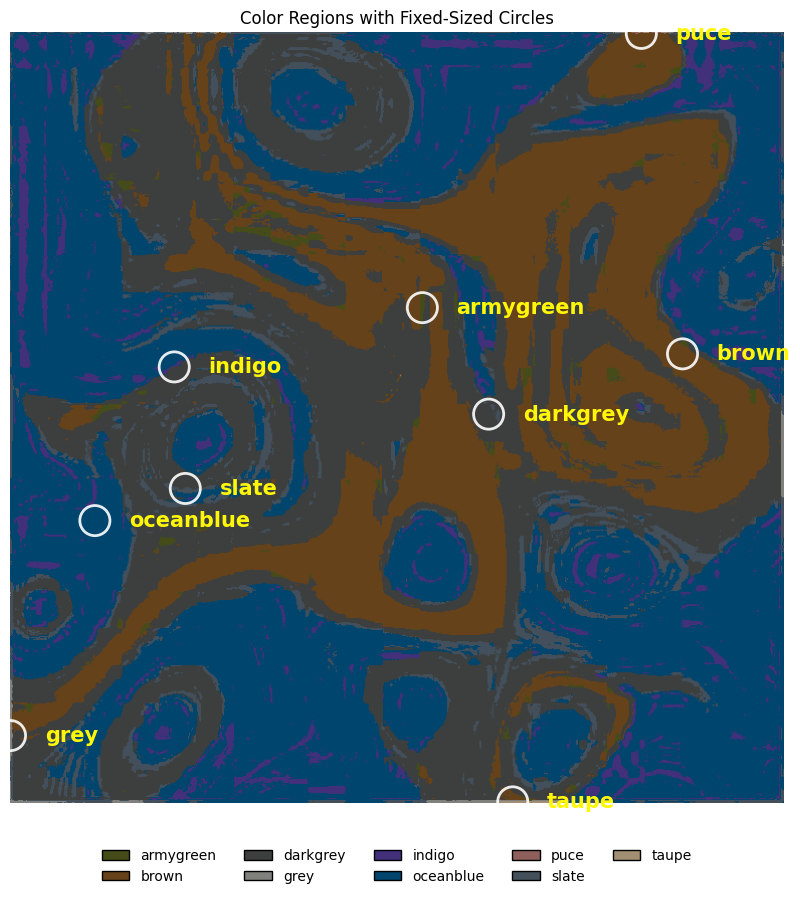 Color Regions with Fixed-Sized Circles
puce
armygreen
brown
indigo
darkgrey
slate
oceanblue
grey
taupe
armygreen darkgrey indigo puce taupe
brown grey oceanblue slate